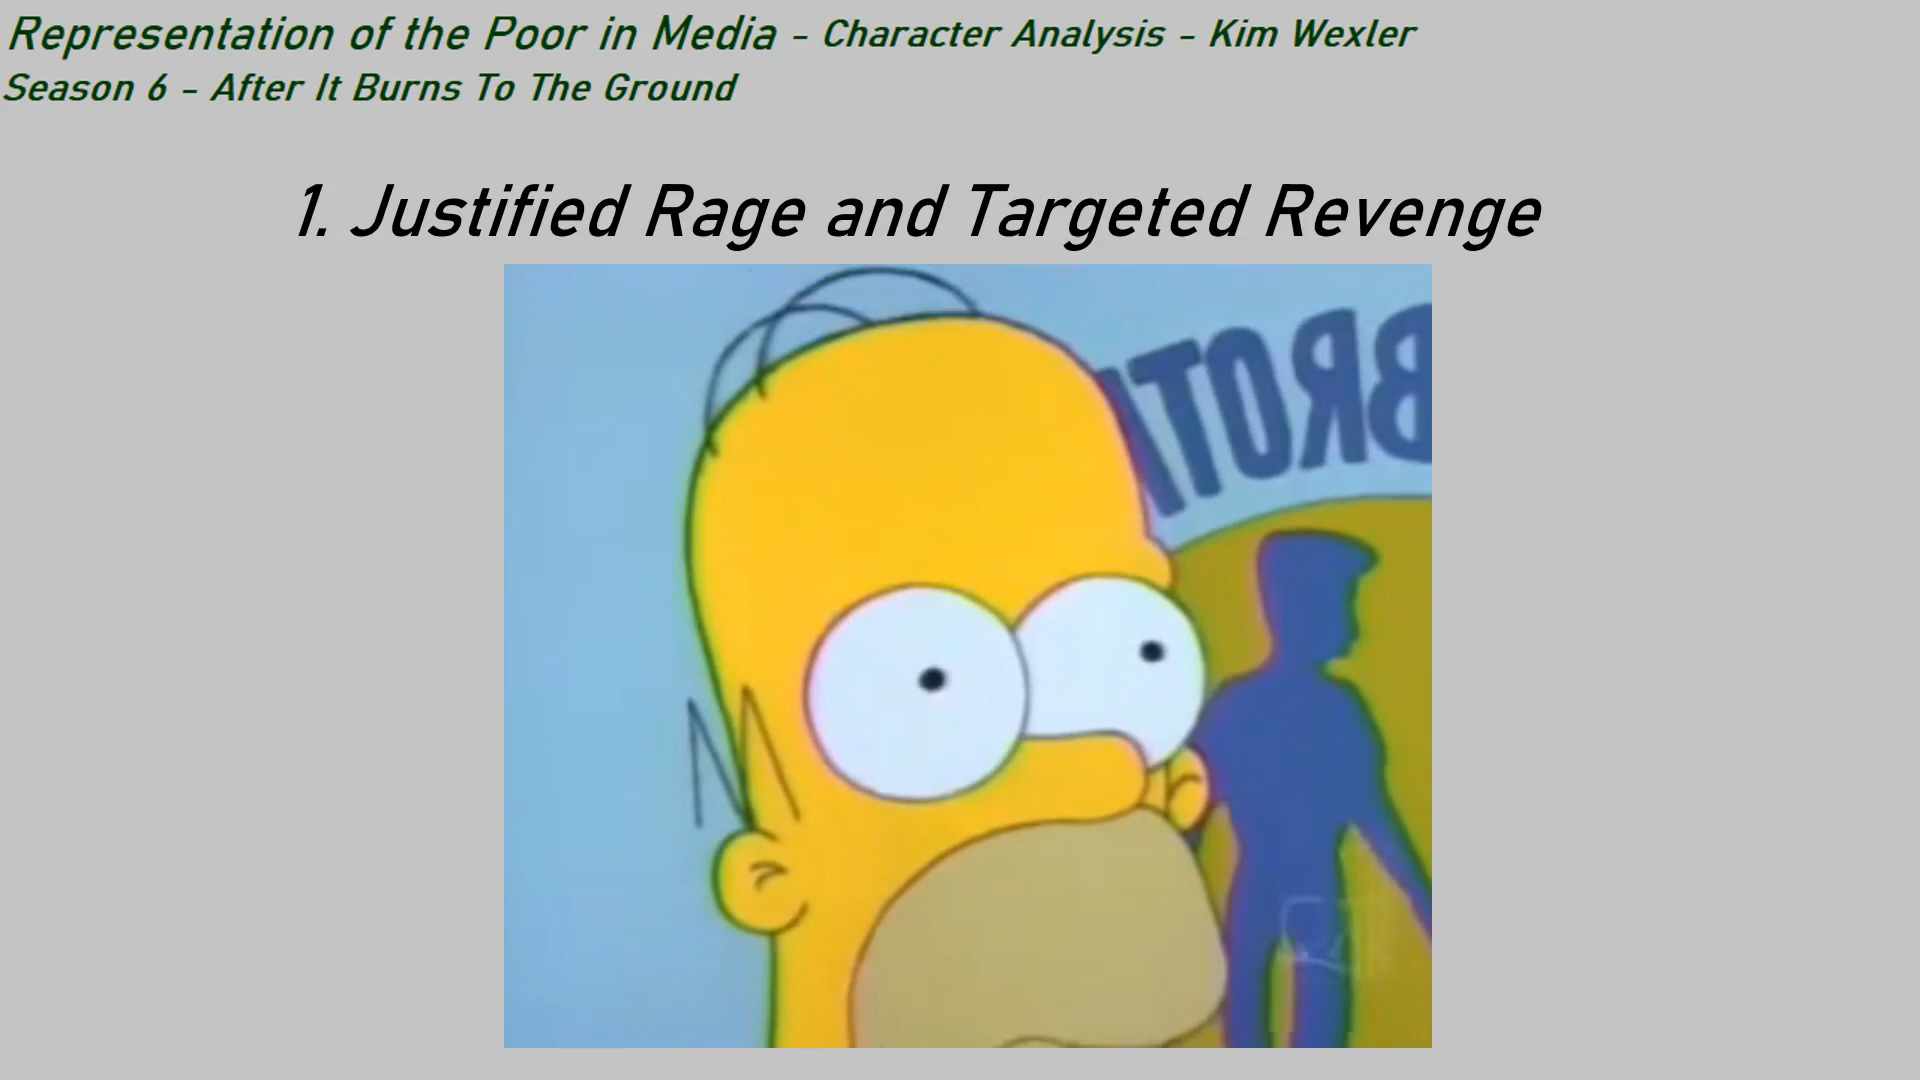 Representation of the Poor in Media - Character Analysis - Kim Wexler
Season 6 - After It Burns To The Ground
1. Justified Rage and Targeted Revenge
BROT